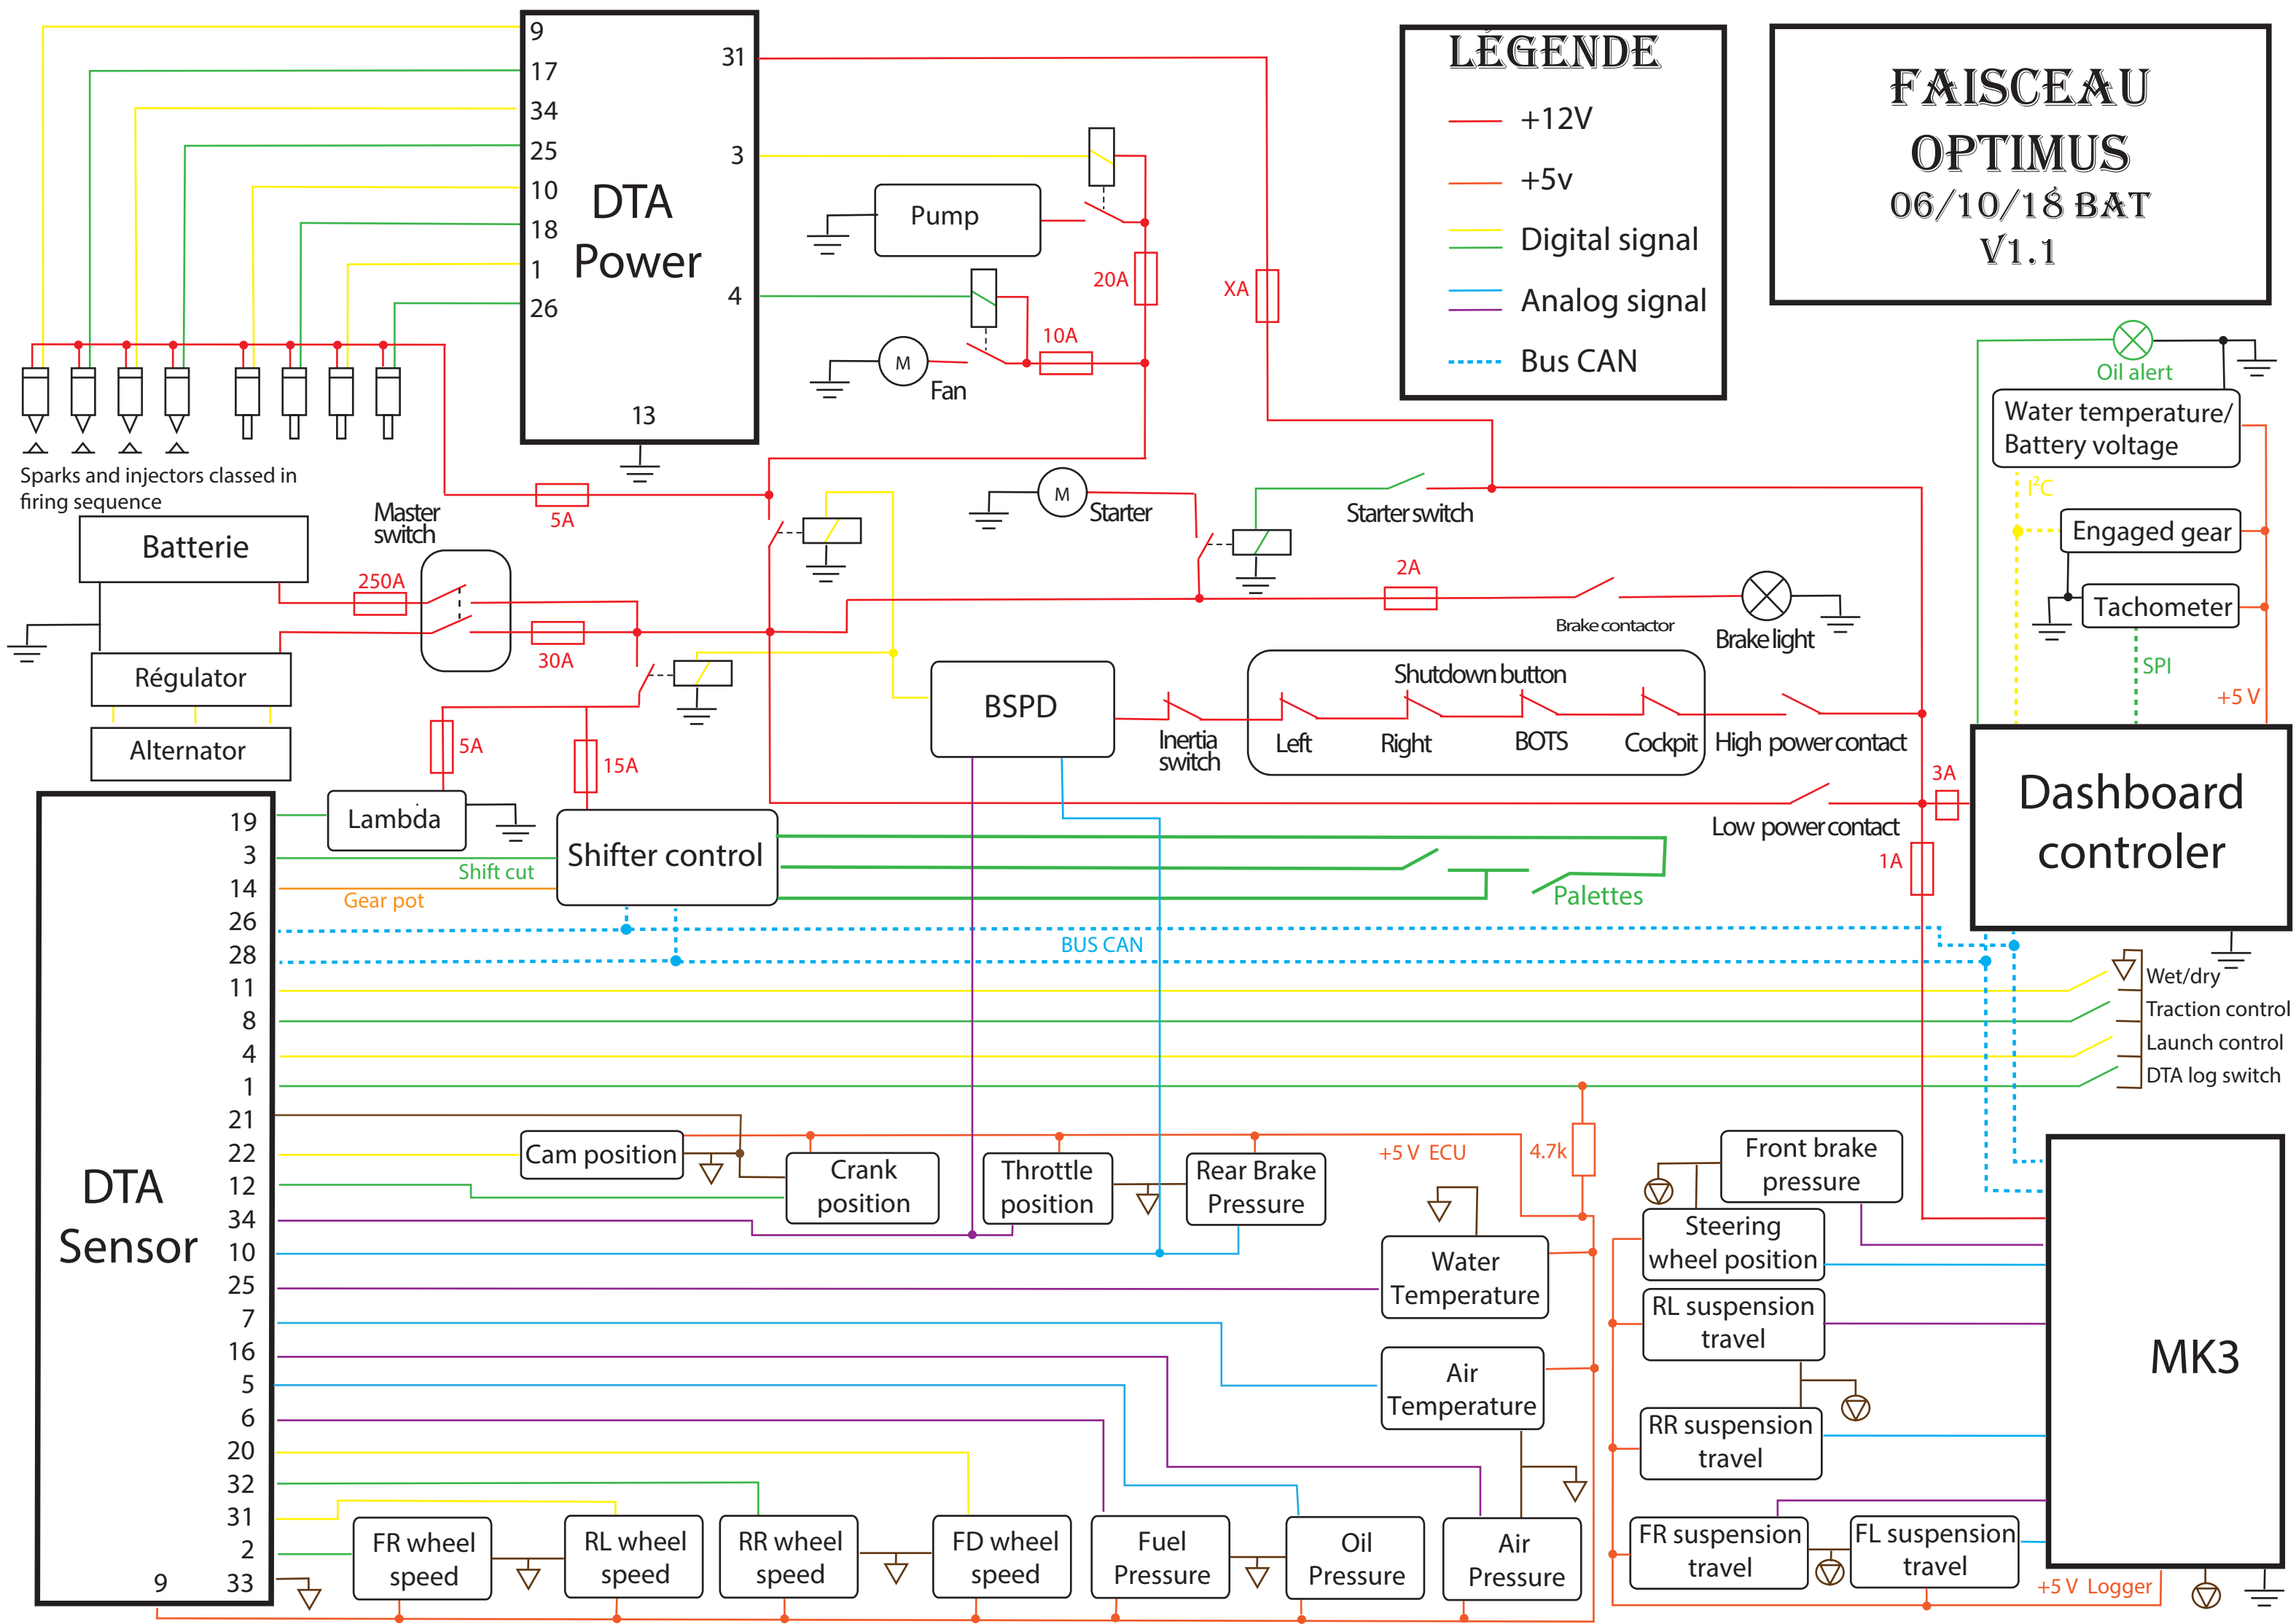 FAISCEAU
OPTIMUS
06/10/18 BAT
V1.1
LÉGENDE
+12V
+5v
Digital signal
Analog signal
Bus CAN
9
17
34
25
10
18
1
26
31
3
4
13
DTA
Power
Pump
20A
XA
10A
M
Fan
Sparks and injectors classed in
firing sequence
5A
Batterie
Master
switch
250A
30A
Régulator
Alternator
M
Starter
Starter switch
2A
Brake contactor
Brake light
Oil alert
Water temperature/
Battery voltage
I²C
Engaged gear
Tachometer
SPI
+5 V
BSPD
Inertia
switch
Shutdown button
Left
Right
BOTS
Cockpit
High power contact
Low power contact
3A
1A
Dashboard
controler
5A
15A
Lambda
Shifter control
Shift cut
Gear pot
Palettes
BUS CAN
Wet/dry
Traction control
Launch control
DTA log switch
DTA
Sensor
19
3
14
26
28
11
8
4
1
21
22
12
34
10
25
7
16
5
6
20
32
31
2
33
9
Cam position
Crank
position
Throttle
position
Rear Brake
Pressure
+5 V ECU
4.7k
Water
Temperature
Air
Temperature
Front brake
pressure
Steering
wheel position
RL suspension
travel
RR suspension
travel
FR suspension
travel
FL suspension
travel
MK3
+5 V Logger
FR wheel
speed
RL wheel
speed
RR wheel
speed
FD wheel
speed
Fuel
Pressure
Oil
Pressure
Air
Pressure